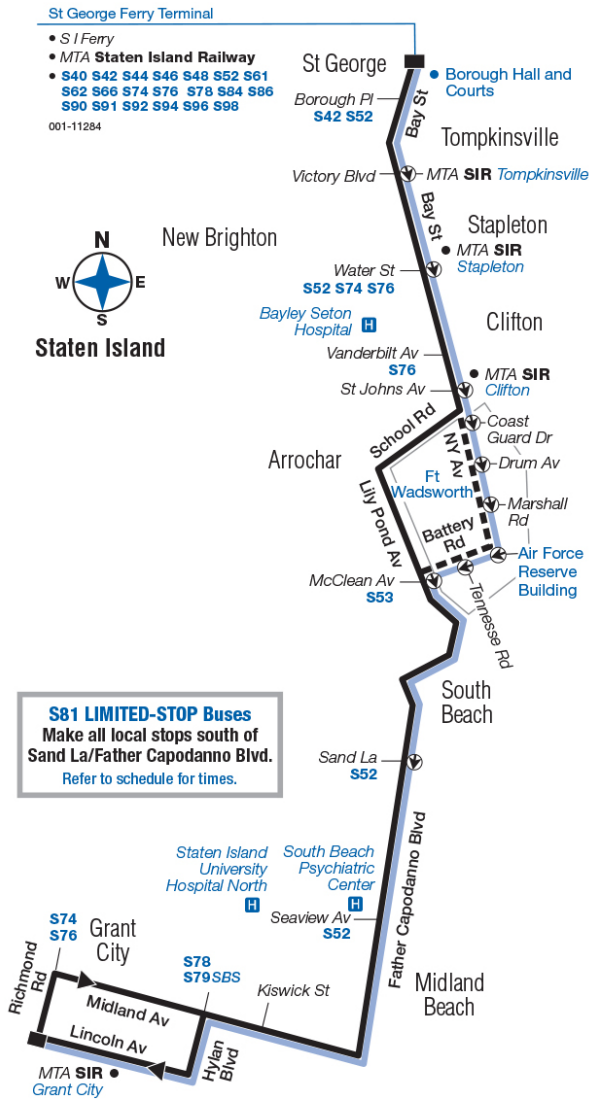 St George Ferry Terminal
• S I Ferry
• MTA Staten Island Railway
• S40 S42 S44 S46 S48 S52 S61
S62 S66 S74 S76 S78 S84 S86
S90 S91 S92 S94 S96 S98
001-11284
St George
Borough Hall and
Courts
Borough Pl
S42 S52
Bay St
Tompkinsville
Victory Blvd
MTA SIR Tompkinsville
Bay St
Stapleton
New Brighton
N
W
E
S
Staten Island
MTA SIR
Stapleton
Water St
S52 S74 S76
Bayley Seton
Hospital
H
Clifton
Vanderbilt Av
S76
MTA SIR
Clifton
St Johns Av
School Rd
Coast
Guard Dr
NY Av
Arrochar
Drum Av
Ft
Wadsworth
Lily Pond Av
Marshall
Rd
Battery
Rd
Air Force
Reserve
Building
McClean Av
S53
Tennesse Rd
South
Beach
S81 LIMITED-STOP Buses
Make all local stops south of
Sand La/Father Capodanno Blvd.
Refer to schedule for times.
Sand La
S52
Father Capodanno Blvd
Staten Island
University
Hospital North
H
South Beach
Psychiatric
Center
H
Seaview Av
S52
S74
S76
Grant
City
Richmond
Rd
S78
S79 SBS
Kiswick St
Midland
Beach
Midland Av
Lincoln Av
Hylan
Blvd
MTA SIR •
Grant City